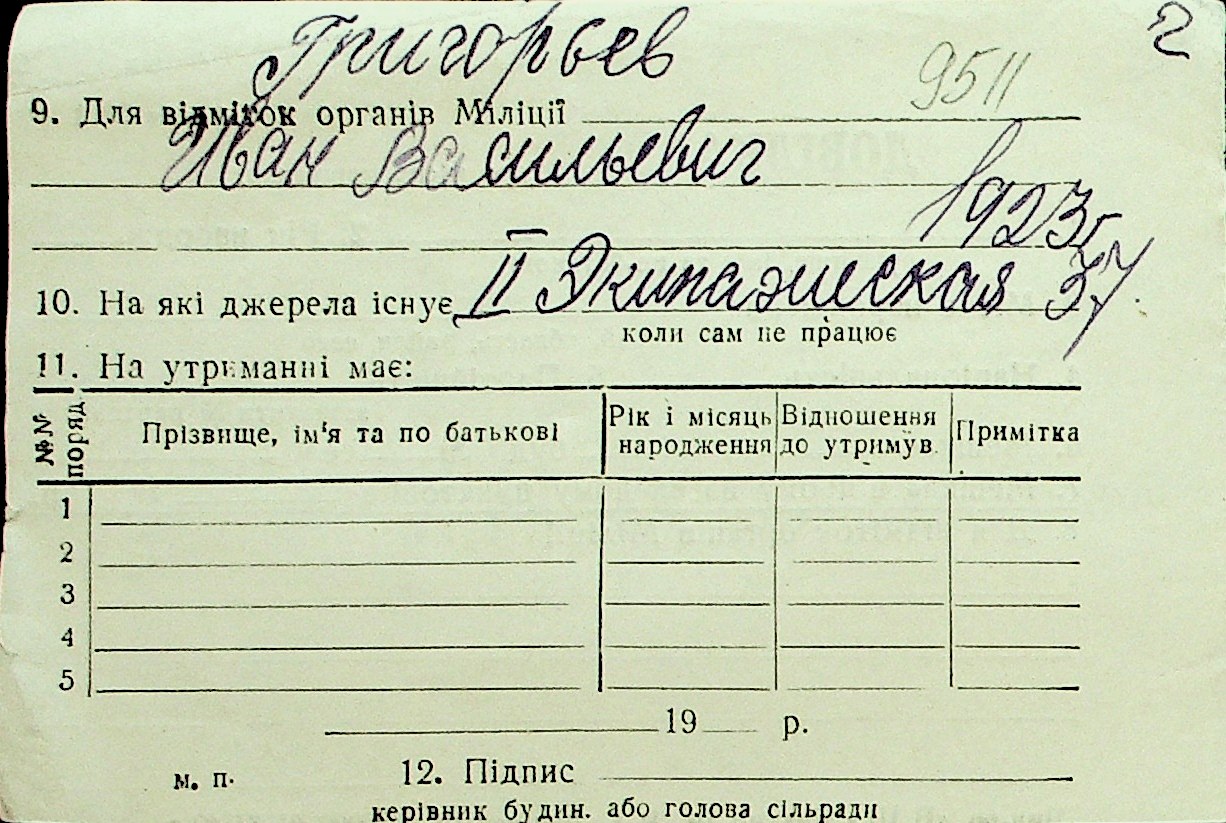 2
Григорьев
9511
9. Для відміток органів Міліції
Иван Васильевич
1923г
10. На які джерела існує II Экипажеская 37
коли сам не працює
11. На утриманні має:
№№ поряд.
Прізвище, ім'я та по батькові
Рік і місяць народження
Відношення до утримув.
Примітка
1
2
3
4
5
19 р.
м. п.
12. Підпис
керівник будин. або голова сільради